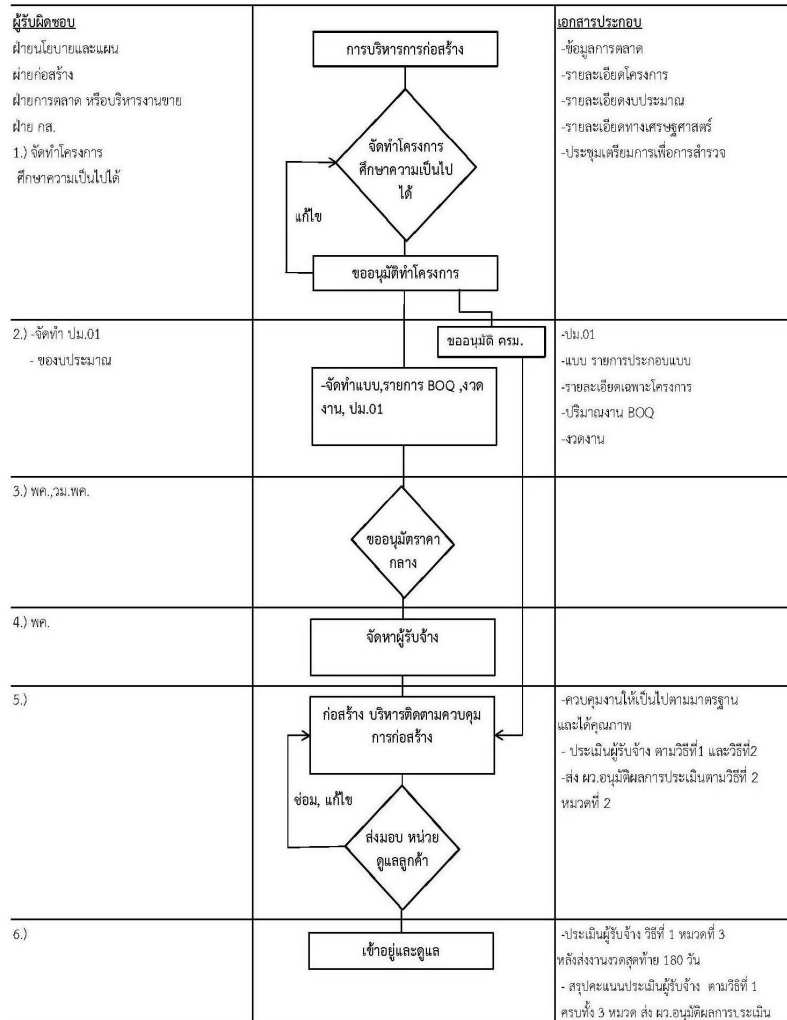 ผู้รับผิดชอบ
ฝ่ายนโยบายและแผน
ผ่ายก่อสร้าง
ฝ่ายการตลาด หรือบริหารงานขาย
ฝ่าย กส.
1.) จัดทำโครงการ
ศึกษาความเป็นไปได้
การบริหารการก่อสร้าง
จัดทำโครงการ
ศึกษาความเป็นไป
ได้
แก้ไข
ขออนุมัติทำโครงการ
เอกสารประกอบ
-ข้อมูลการตลาด
-รายละเอียดโครงการ
-รายละเอียดงบประมาณ
-รายละเอียดทางเศรษฐศาสตร์
-ประชุมเตรียมการเพื่อการสำรวจ
2.) -จัดทำ ปม.01
- ของบประมาณ
ขออนุมัติ ครม.
-จัดทำแบบ,รายการ BOQ ,งวด
งาน, ปม.01
-ปม.01
-แบบ รายการประกอบแบบ
-รายละเอียดเฉพาะโครงการ
-ปริมาณงาน BOQ
-งวดงาน
3.) พค.,วม.พค.
ขออนุมัตราคา
กลาง
4.) พค.
จัดหาผู้รับจ้าง
5.)
ก่อสร้าง บริหารติดตามควบคุม
การก่อสร้าง
ซ่อม, แก้ไข
ส่งมอบ หน่วย
ดูแลลูกค้า
-ควบคุมงานให้เป็นไปตามมาตรฐาน
และได้คุณภาพ
- ประเมินผู้รับจ้าง ตามวิธีที่1 และวิธีที่2
-ส่ง ผว.อนุมัติผลการประเมินตามวิธีที่ 2
หมวดที่ 2
6.)
เข้าอยู่และดูแล
-ประเมินผู้รับจ้าง วิธีที่ 1 หมวดที่ 3
หลังส่งงานงวดสุดท้าย 180 วัน
- สรุปคะแนนประเมินผู้รับจ้าง ตามวิธีที่ 1
ครบทั้ง 3 หมวด ส่ง ผว.อนุมัติผลการประเมิน